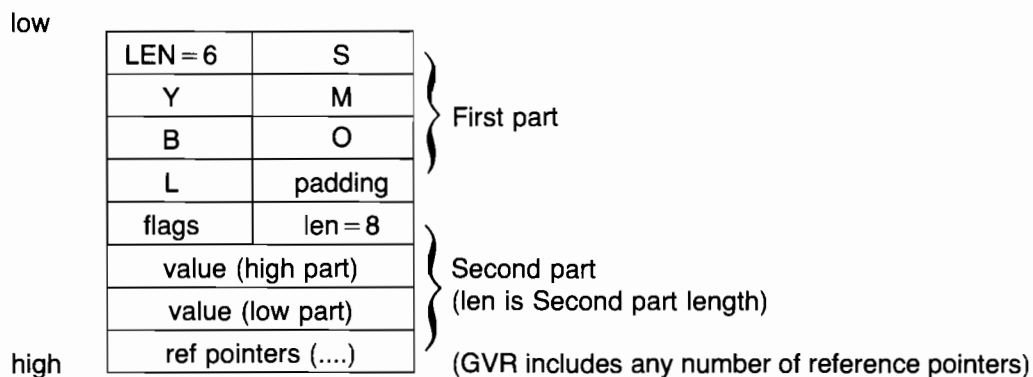 low
LEN = 6 S
Y M
B O
First part
L padding
flags len = 8
value (high part)
Second part
value (low part)
(len is Second part length)
high
ref pointers (....)
(GVR includes any number of reference pointers)